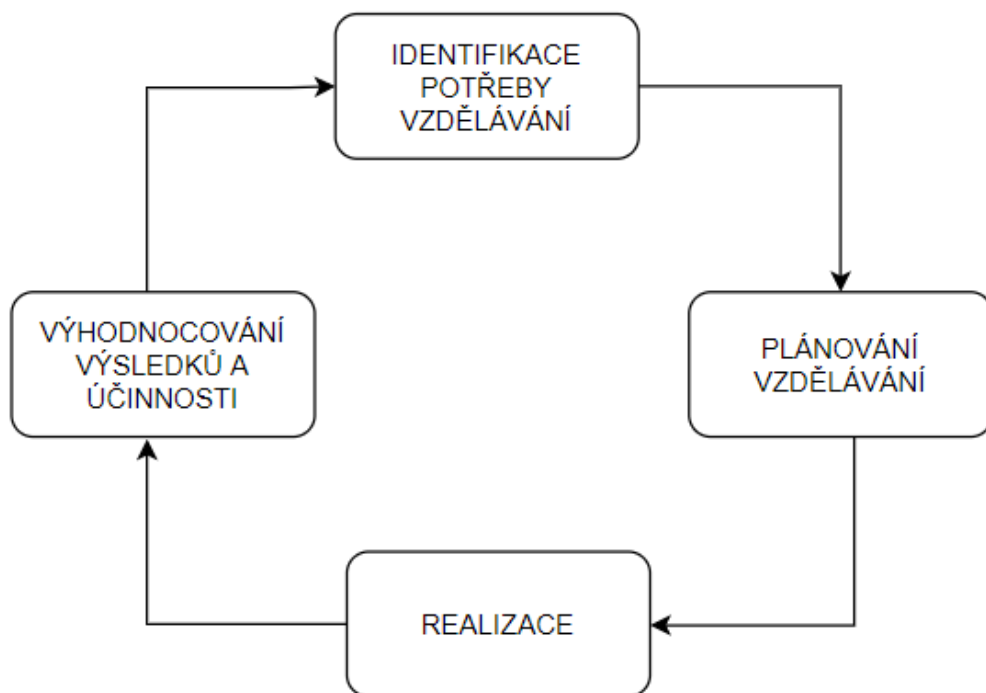 IDENTIFIKACE
POTŘEBY
VZDĚLÁVÁNÍ
PLÁNOVÁNÍ
VZDĚLÁVÁNÍ
REALIZACE
VÝHODNOCOVÁNÍ
VÝSLEDKŮ A
ÚČINNOSTI